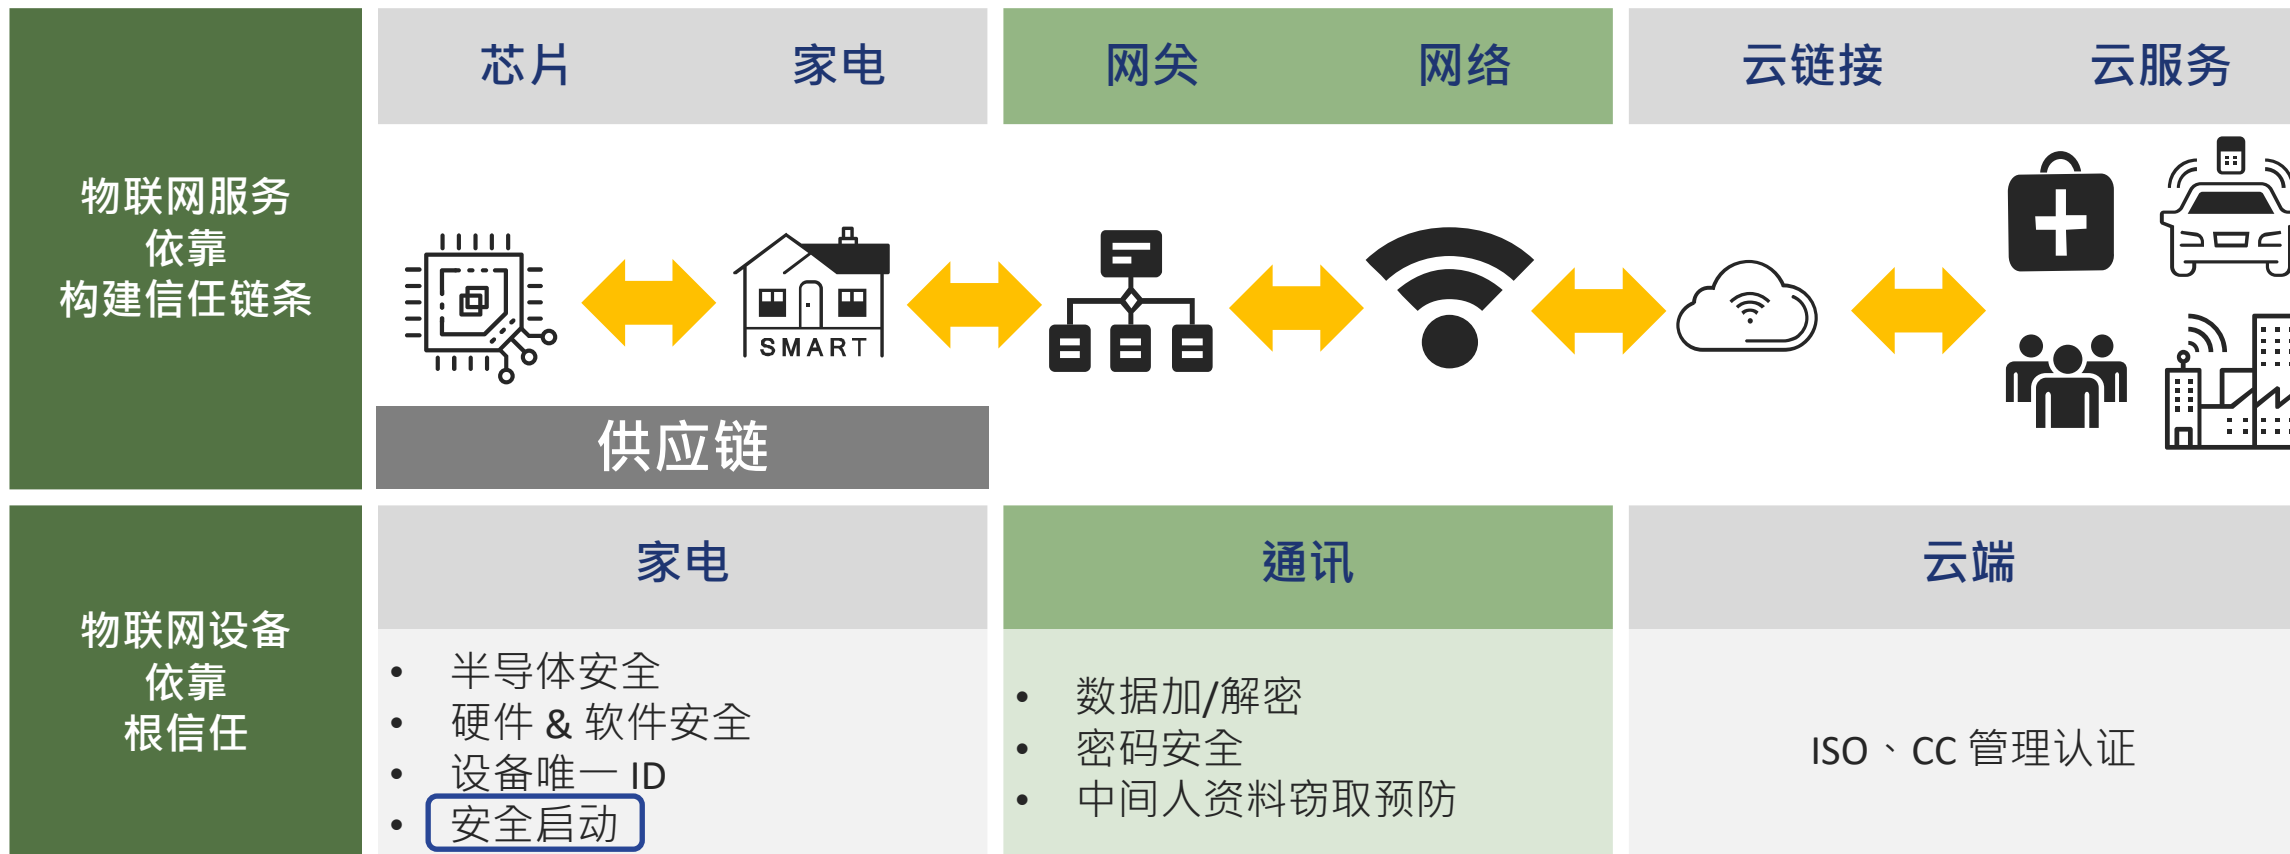 芯片 家电 网关 网络 云链接 云服务
物联网服务
依靠
构建信任链条
SMART
供应链
家电 通讯 云端
物联网设备
依靠
根信任
• 半导体安全
• 硬件 & 软件安全
• 设备唯一 ID
• 安全启动
• 数据加/解密
• 密码安全
• 中间人资料窃取预防
ISO、CC 管理认证